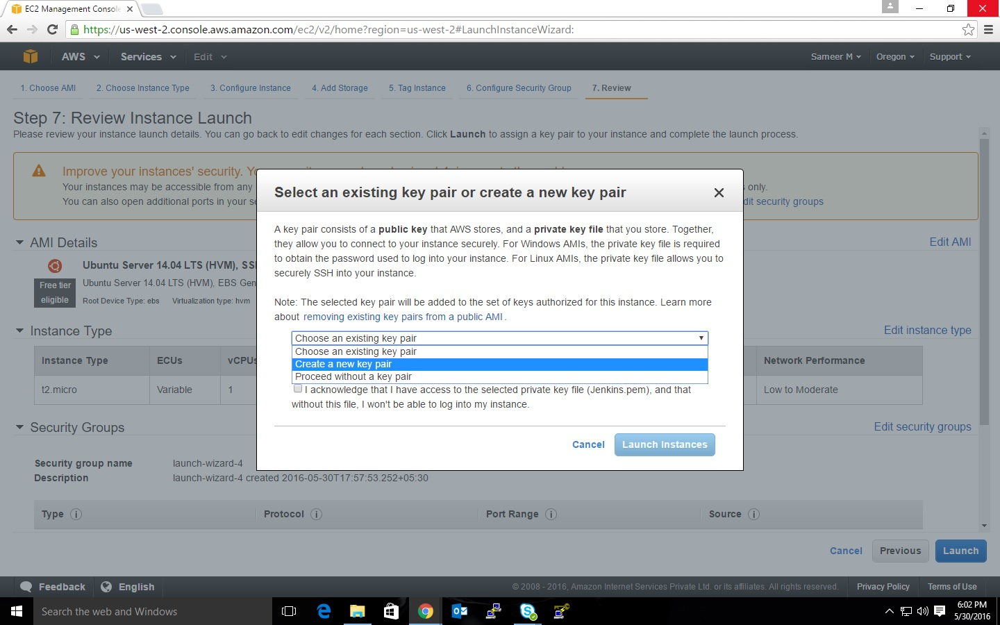 EC2 Management Console
https://us-west-2.console.aws.amazon.com/ec2/v2/home?region=us-west-2#LaunchInstanceWizard:
AWS Services Edit Sameer M Oregon Support
1. Choose AMI 2. Choose Instance Type 3. Configure Instance 4. Add Storage 5. Tag Instance 6. Configure Security Group 7. Review
Step 7: Review Instance Launch
Please review your instance launch details. You can go back to edit changes for each section. Click Launch to assign a key pair to your instance and complete the launch process.
Improve your instances' security.
Your instances may be accessible from any
s only.
You can also open additional ports in your
dit security groups
Select an existing key pair or create a new key pair
A key pair consists of a public key that AWS stores, and a private key file that you store. Together,
they allow you to connect to your instance securely. For Windows AMIs, the private key file is required
to obtain the password used to log into your instance. For Linux AMIs, the private key file allows you to
securely SSH into your instance.
Note: The selected key pair will be added to the set of keys authorized for this instance. Learn more
about removing existing key pairs from a public AMI.
Choose an existing key pair
Choose an existing key pair
Create a new key pair
Proceed without a key pair
I acknowledge that I have access to the selected private key file (Jenkins.pem), and that
without this file, I won't be able to log into my instance.
Cancel Launch Instances
AMI Details Edit AMI
Ubuntu Server 14.04 LTS (HVM), SS
Free tier eligible
Ubuntu Server 14.04 LTS (HVM), EBS Gen
Root Device Type: ebs Virtualization type: hvm
Instance Type Edit instance type
Instance Type ECUs vCPUs Network Performance
t2.micro Variable 1 Low to Moderate
Security Groups Edit security groups
Security group name launch-wizard-4
Description launch-wizard-4 created 2016-05-30T17:57:53.252+05:30
Type Protocol Port Range Source
Cancel Previous Launch
Feedback English © 2008 - 2016, Amazon Internet Services Private Ltd. or its affiliates. All rights reserved. Privacy Policy Terms of Use
Search the web and Windows
6:02 PM
5/30/2016